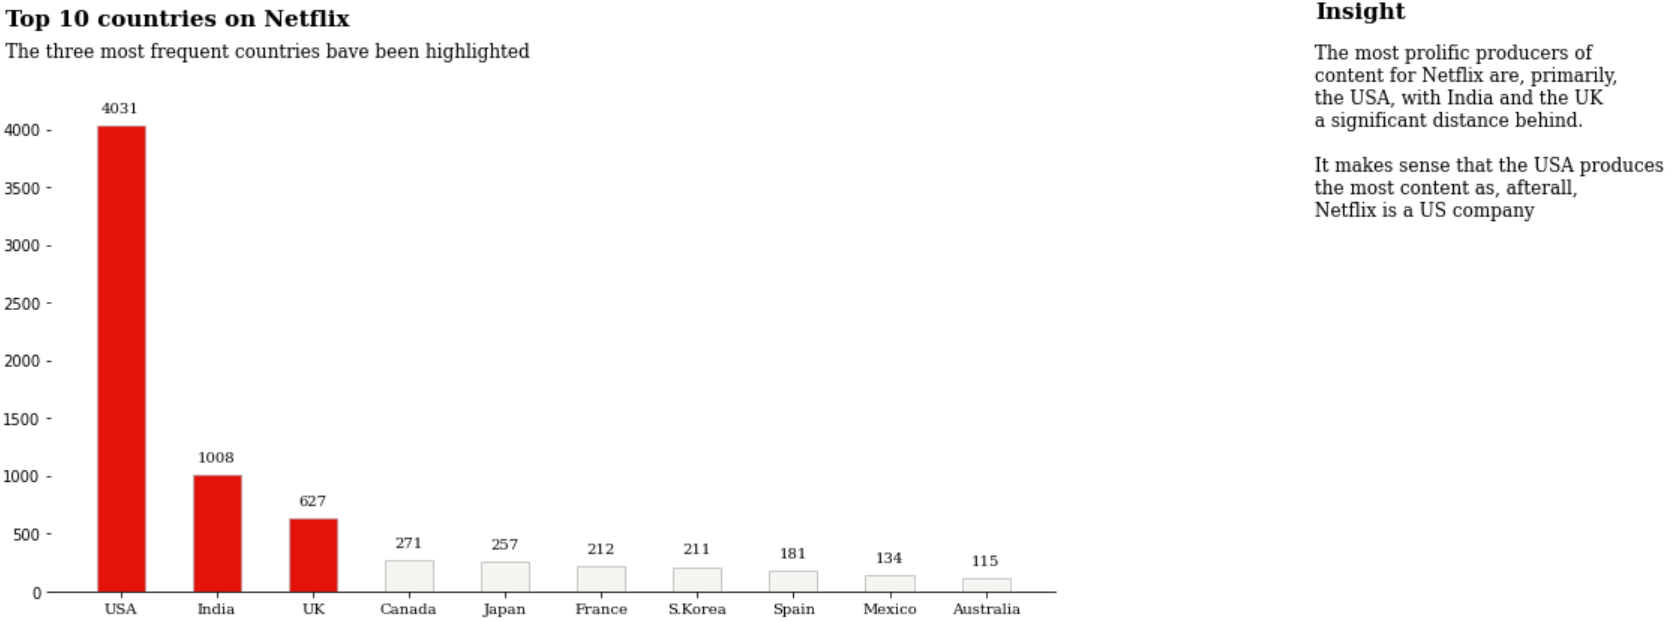 Top 10 countries on Netflix
The three most frequent countries bave been highlighted
4031
4000
3500
3000
2500
2000
1500
1000
500
0
1008
627
271
257
212
211
181
134
115
USA
India
UK
Canada
Japan
France
S.Korea
Spain
Mexico
Australia
Insight
The most prolific producers of
content for Netflix are, primarily,
the USA, with India and the UK
a significant distance behind.
It makes sense that the USA produces
the most content as, afterall,
Netflix is a US company